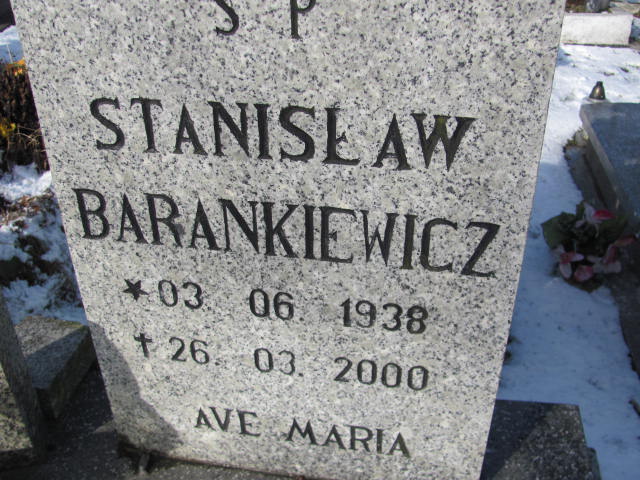 S P
STANISŁAW
BARANKIEWICZ
★03. 06. 1938
✝26. 03. 2000
AVE MARIA